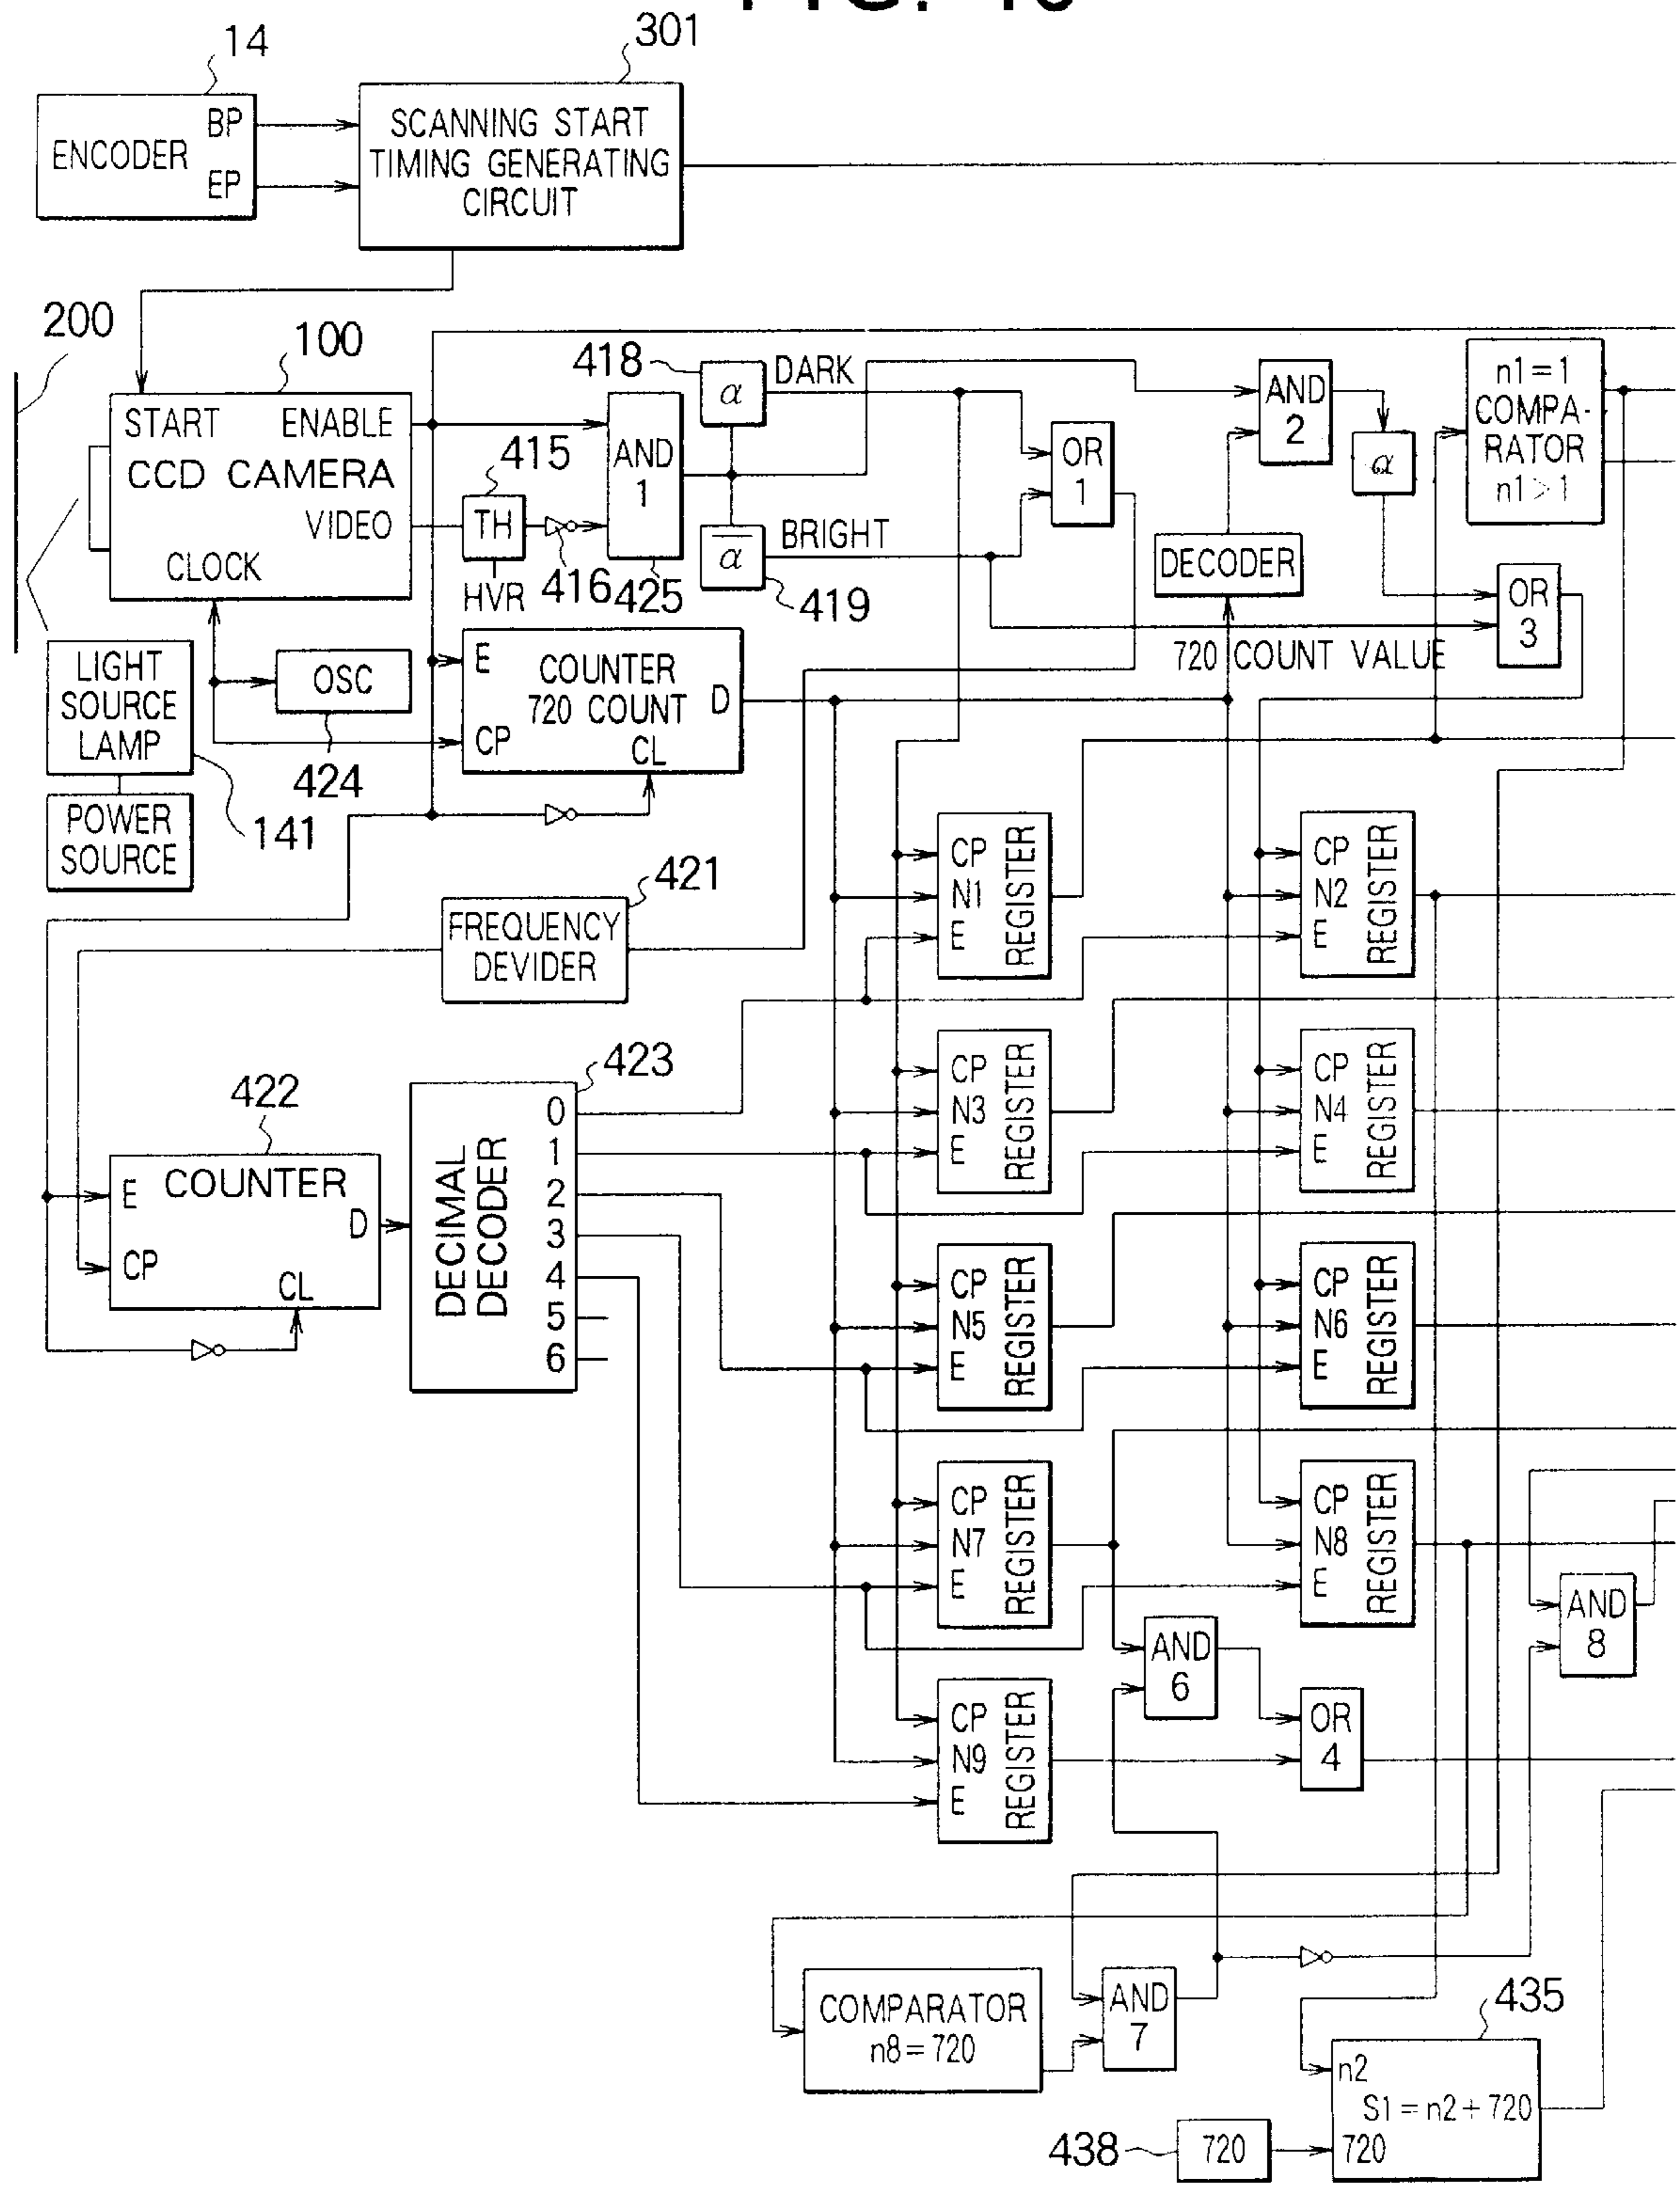 14
301
ENCODER
BP
EP
SCANNING START
TIMING GENERATING
CIRCUIT
200
100
START
ENABLE
CCD CAMERA
VIDEO
CLOCK
415
TH
HVR
416
AND
1
425
418
α
DARK
α
BRIGHT
419
OR
1
AND
2
α
n1 = 1
COMPA-
RATOR
n1 > 1
DECODER
OR
3
720 COUNT VALUE
LIGHT
SOURCE
LAMP
OSC
424
E
COUNTER
720 COUNT
D
CP
CL
POWER
SOURCE
141
421
FREQUENCY
DEVIDER
CP
N1
E
REGISTER
CP
N2
E
REGISTER
423
422
E
COUNTER
D
CP
CL
DECIMAL
DECODER
0
1
2
3
4
5
6
CP
N3
E
REGISTER
CP
N4
E
REGISTER
CP
N5
E
REGISTER
CP
N6
E
REGISTER
CP
N7
E
REGISTER
CP
N8
E
REGISTER
AND
6
AND
8
CP
N9
E
REGISTER
OR
4
COMPARATOR
n8 = 720
AND
7
435
n2
S1 = n2 + 720
720
438
720